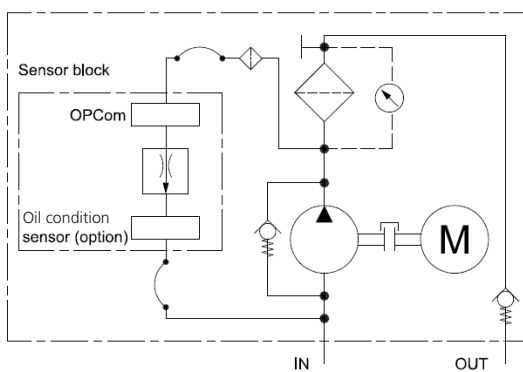 Sensor block
OPCom
Oil condition
sensor (option)
M
IN
OUT